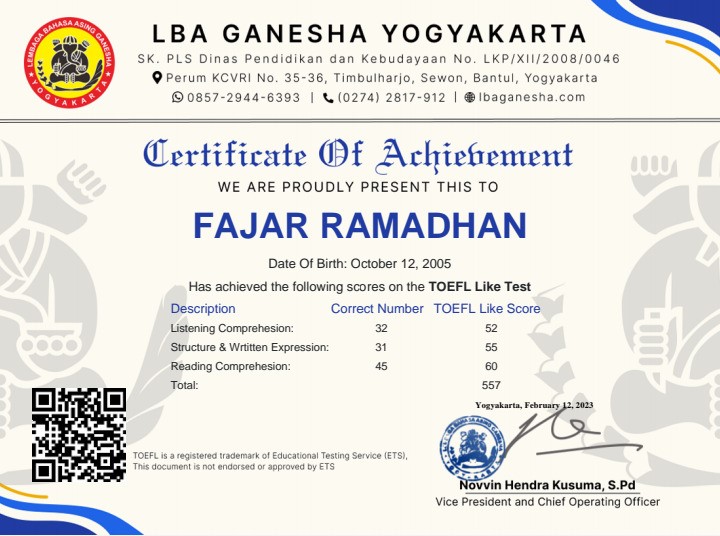 LEMBAGA BAHASA ASING GANESHA
YOGYAKARTA
LBA GANESHA YOGYAKARTA
SK. PLS Dinas Pendidikan dan Kebudayaan No. LKP/XII/2008/0046
Perum KCVRI No. 35-36, Timbulharjo, Sewon, Bantul, Yogyakarta
0857-2944-6393 | (0274) 2817-912 | lbaganesha.com
Certificate Of Achievement
WE ARE PROUDLY PRESENT THIS TO
FAJAR RAMADHAN
Date Of Birth: October 12, 2005
Has achieved the following scores on the TOEFL Like Test
Description Correct Number TOEFL Like Score
Listening Comprehesion: 32 52
Structure & Wrtitten Expression: 31 55
Reading Comprehesion: 45 60
Total: 557
Yogyakarta, February 12, 2023
TOEFL is a registered trademark of Educational Testing Service (ETS),
This document is not endorsed or approved by ETS
Novvin Hendra Kusuma, S.Pd
Vice President and Chief Operating Officer